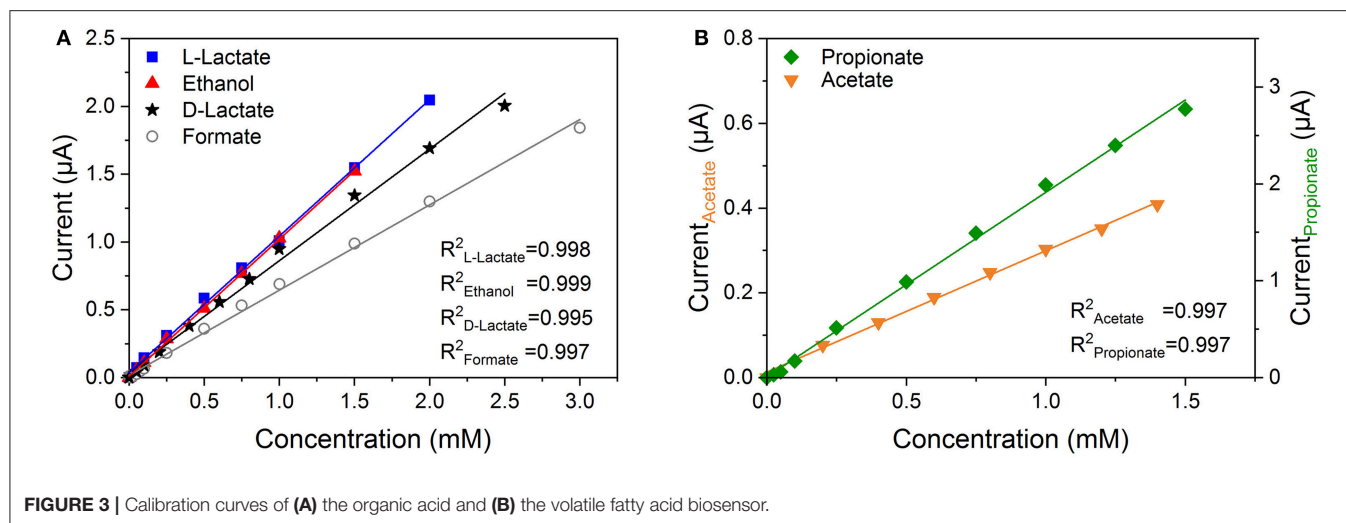 A
2.5
2.0
1.5
1.0
0.5
0.0
Current (µA)
L-Lactate
Ethanol
D-Lactate
Formate
R²L-Lactate=0.998
R²Ethanol=0.999
R²D-Lactate=0.995
R²Formate=0.997
0.0 0.5 1.0 1.5 2.0 2.5 3.0
Concentration (mM)
B
0.8
0.6
0.4
0.2
0.0
CurrentAcetate (µA)
Propionate
Acetate
R²Acetate =0.997
R²Propionate=0.997
3
2
1
0
CurrentPropionate (µA)
0.0 0.5 1.0 1.5
Concentration (mM)
FIGURE 3 | Calibration curves of (A) the organic acid and (B) the volatile fatty acid biosensor.